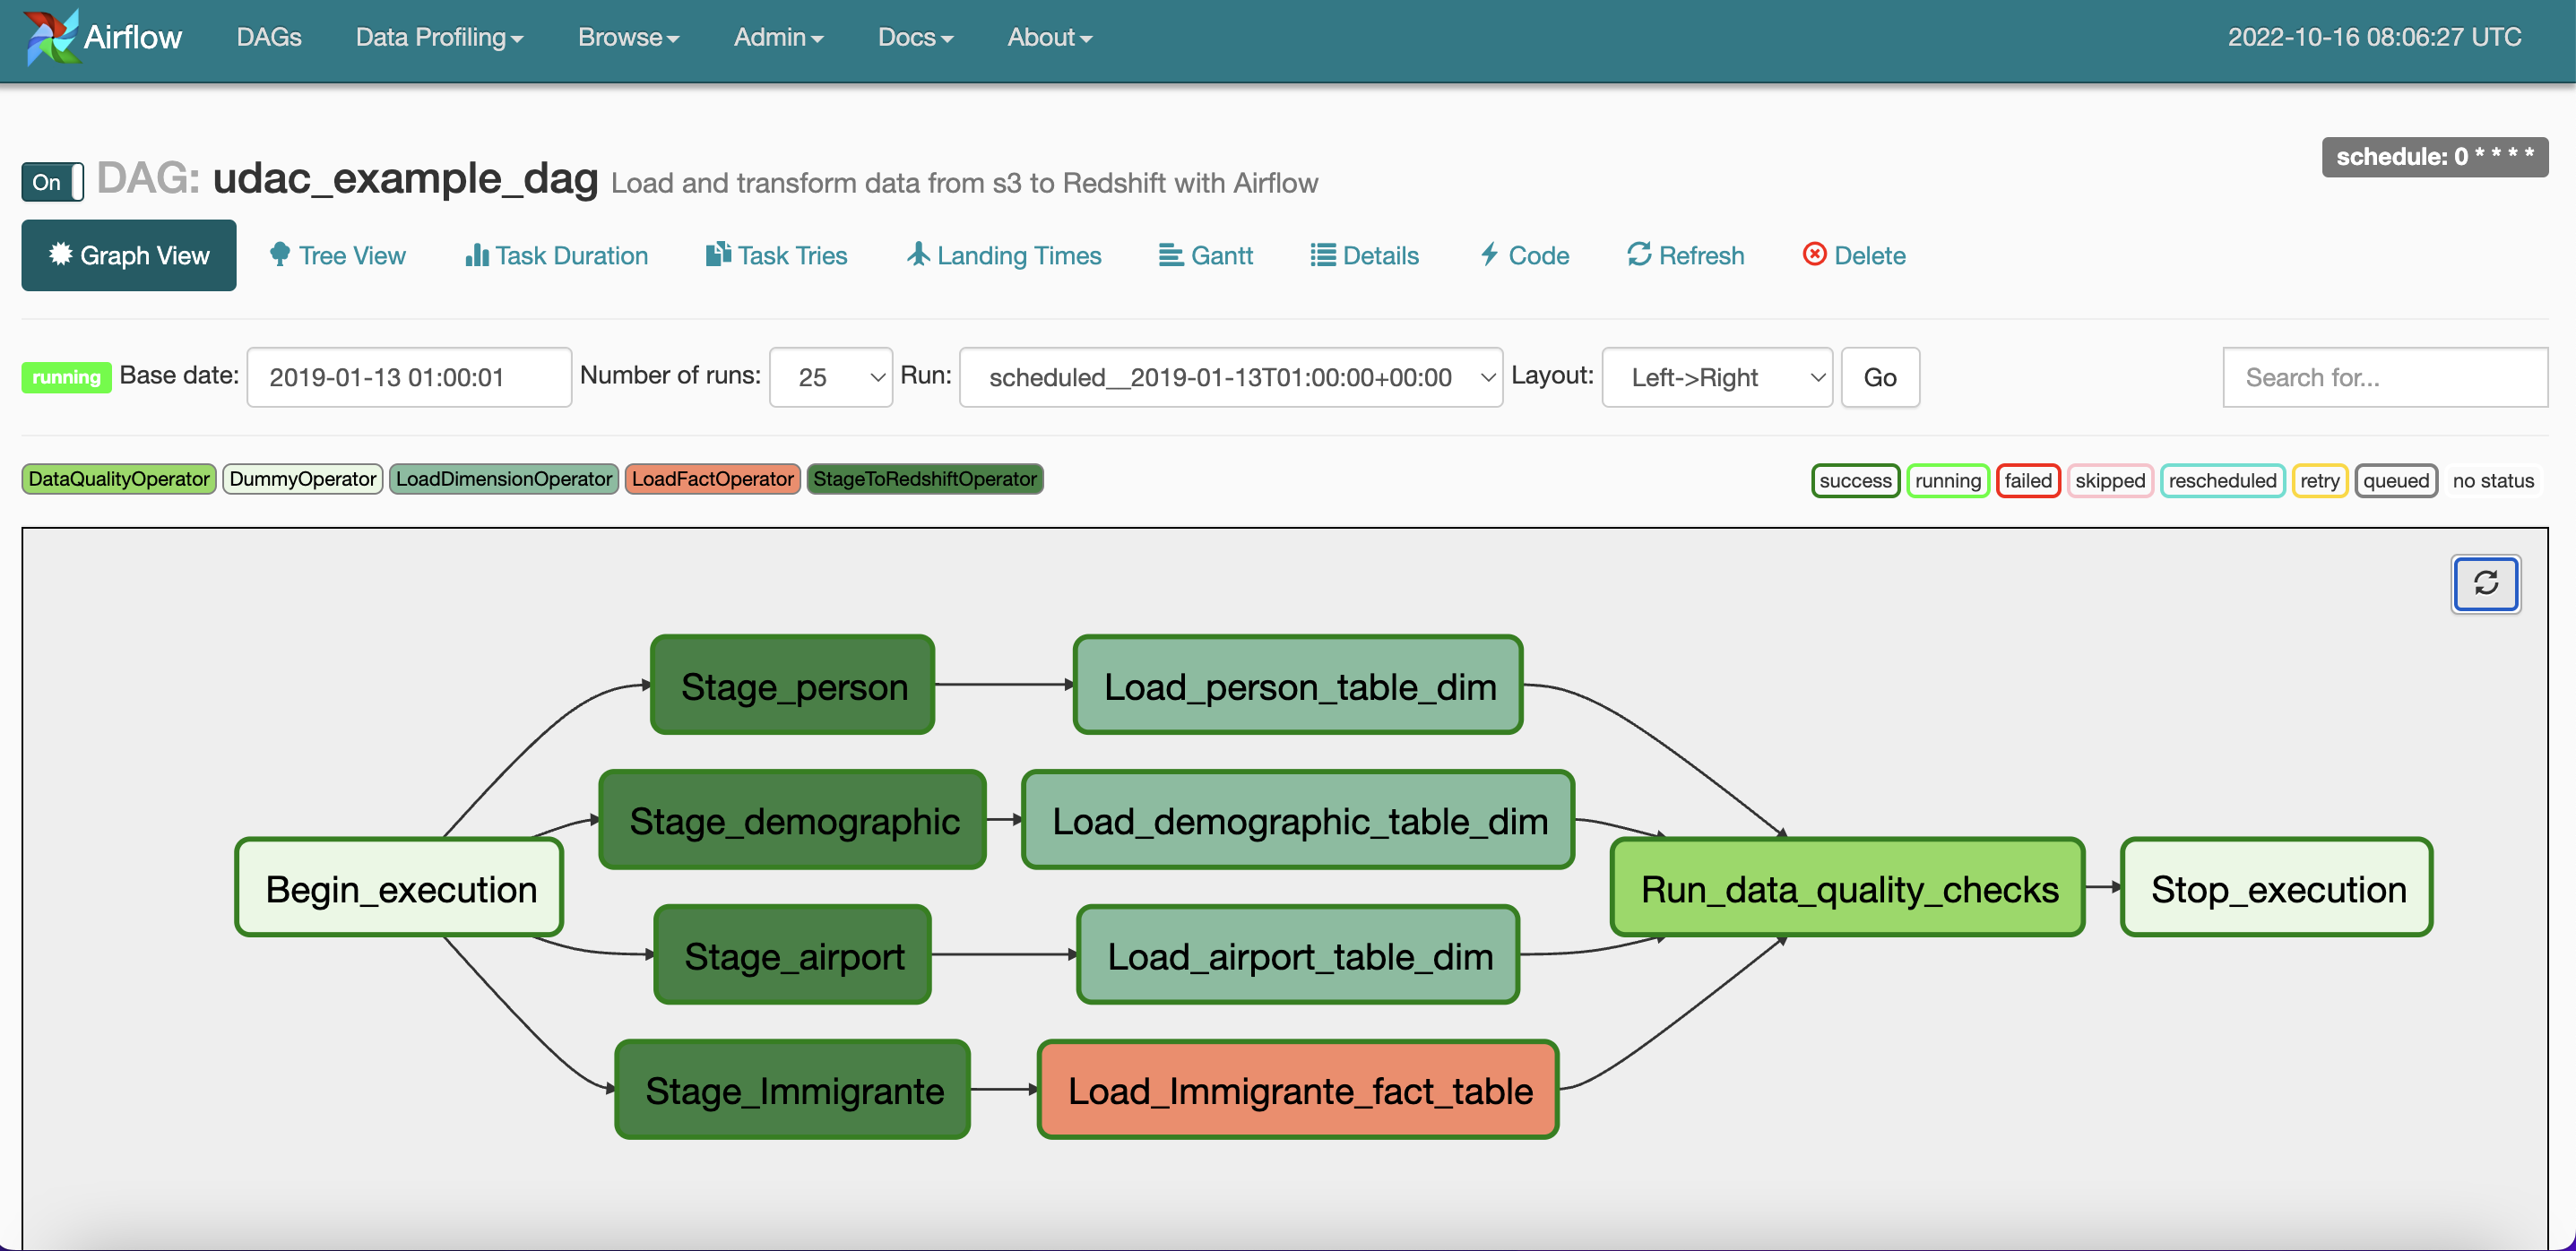 Airflow DAGs Data Profiling Browse Admin Docs About 2022-10-16 08:06:27 UTC
schedule: 0 * * * *
On DAG: udac_example_dag Load and transform data from s3 to Redshift with Airflow
Graph View Tree View Task Duration Task Tries Landing Times Gantt Details Code Refresh Delete
running Base date: 2019-01-13 01:00:01 Number of runs: 25 Run: scheduled__2019-01-13T01:00:00+00:00 Layout: Left->Right Go Search for...
DataQualityOperator DummyOperator LoadDimensionOperator LoadFactOperator StageToRedshiftOperator success running failed skipped rescheduled retry queued no status
Stage_person Load_person_table_dim
Stage_demographic Load_demographic_table_dim
Begin_execution Run_data_quality_checks Stop_execution
Stage_airport Load_airport_table_dim
Stage_Immigrante Load_Immigrante_fact_table